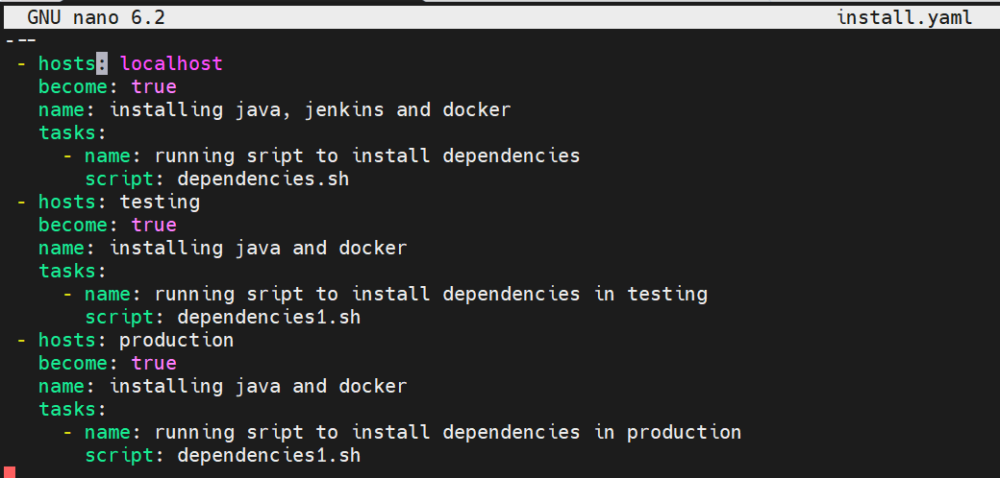 GNU nano 6.2 install.yaml
---
- hosts: localhost
become: true
name: installing java, jenkins and docker
tasks:
- name: running sript to install dependencies
script: dependencies.sh
- hosts: testing
become: true
name: installing java and docker
tasks:
- name: running sript to install dependencies in testing
script: dependencies1.sh
- hosts: production
become: true
name: installing java and docker
tasks:
- name: running sript to install dependencies in production
script: dependencies1.sh